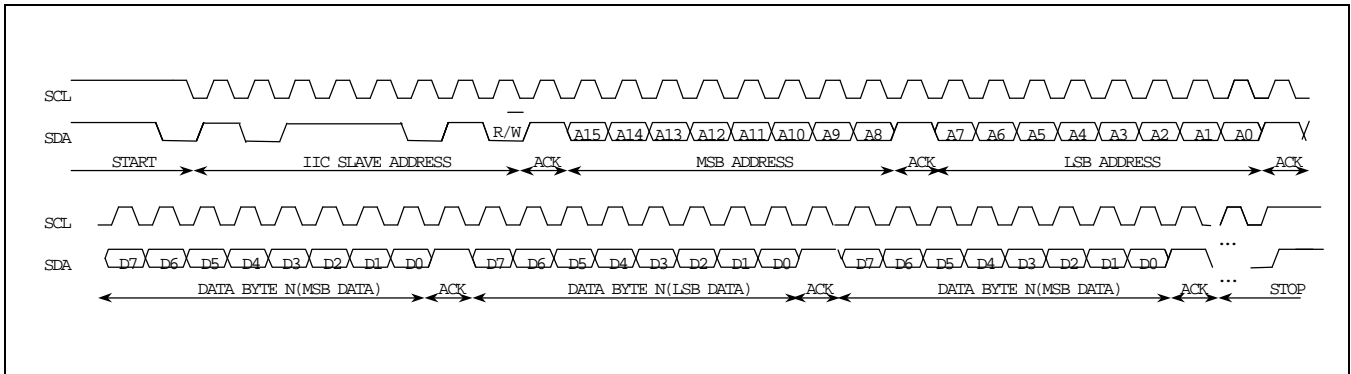 SCL
SDA R/W A15 A14 A13 A12 A11 A10 A9 A8 A7 A6 A5 A4 A3 A2 A1 A0
START IIC SLAVE ADDRESS ACK MSB ADDRESS ACK LSB ADDRESS ACK
SCL
...
SDA D7 D6 D5 D4 D3 D2 D1 D0 D7 D6 D5 D4 D3 D2 D1 D0 D7 D6 D5 D4 D3 D2 D1 D0
...
DATA BYTE N(MSB DATA) ACK DATA BYTE N(LSB DATA) ACK DATA BYTE N(MSB DATA) ACK STOP